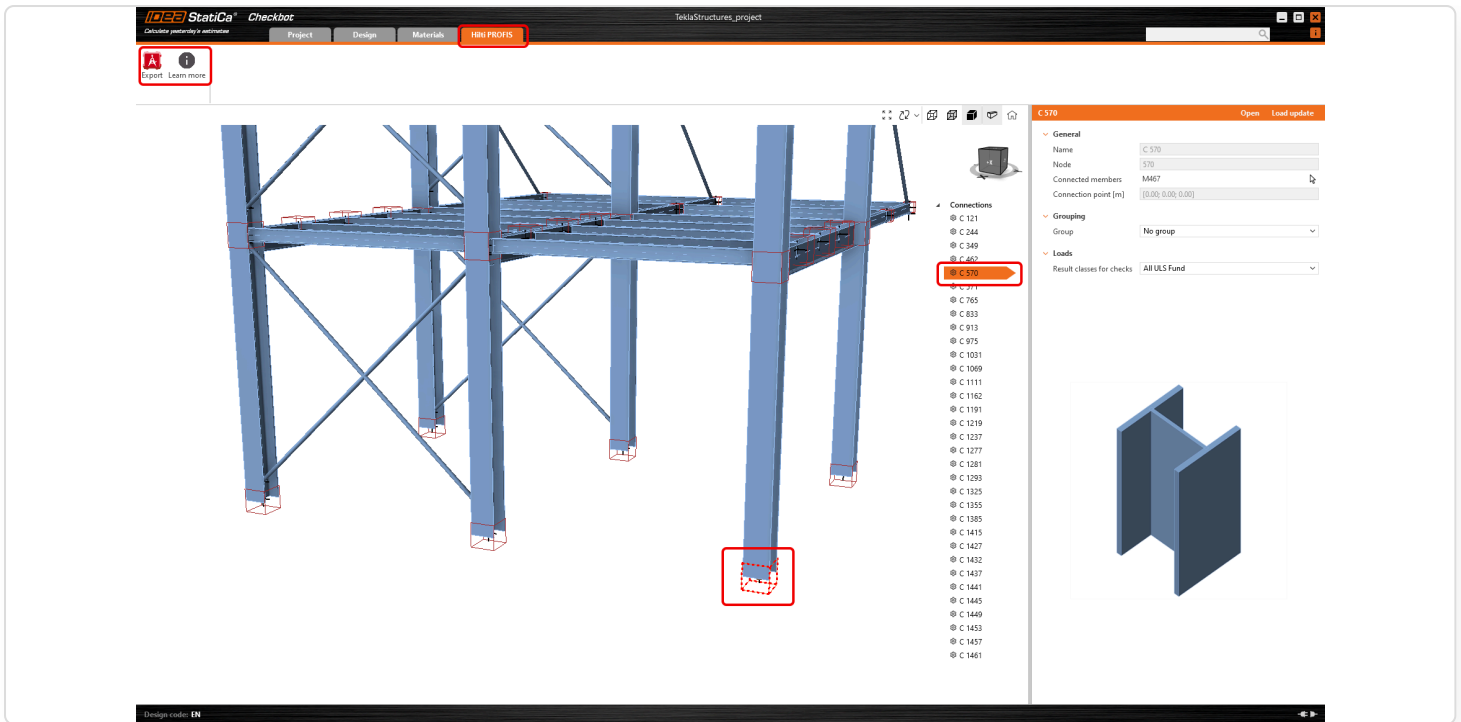 IDEA StatiCa® Checkbot
TeklaStructures_project
Calculate yesterday's estimates
Project Design Materials Hilti PROFIS
Export Learn more
C 570 Open Load update
General
Name C 570
Node 570
Connected members M467
Connection point [m] [0.00; 0.00; 0.00]
Grouping
Group No group
Loads
Result classes for checks All ULS Fund
Connections
C 121
C 244
C 349
C 462
C 570
C 571
C 765
C 833
C 913
C 975
C 1031
C 1069
C 1111
C 1162
C 1191
C 1219
C 1237
C 1277
C 1281
C 1293
C 1325
C 1355
C 1385
C 1415
C 1427
C 1432
C 1437
C 1441
C 1445
C 1449
C 1453
C 1457
C 1461
Design code: EN